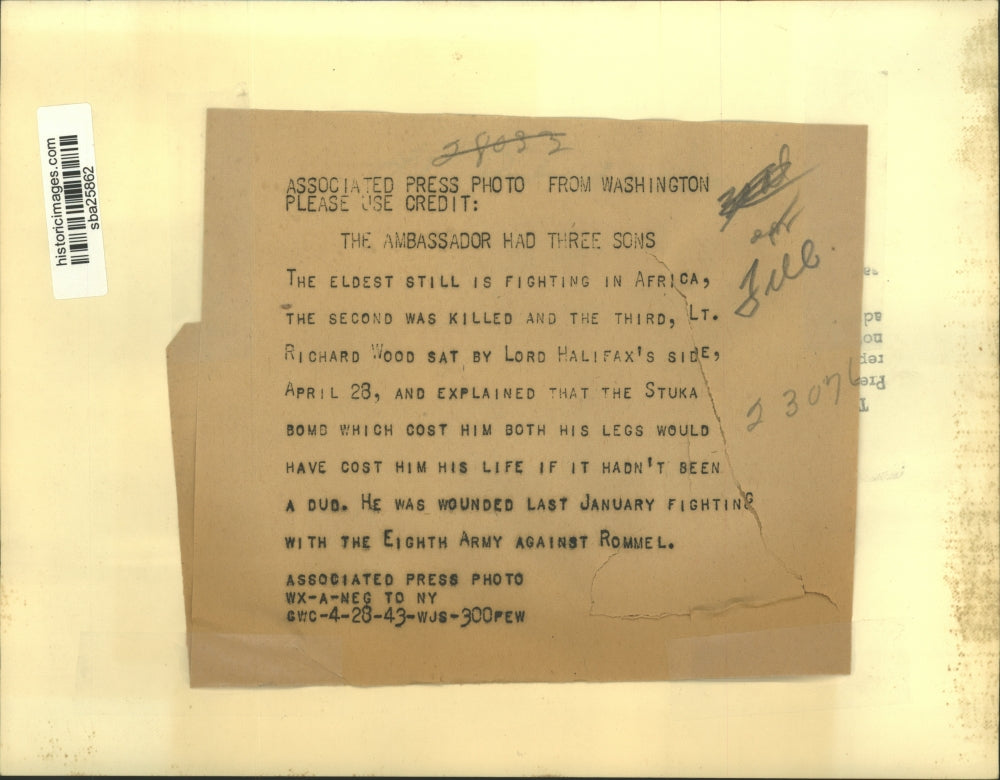 historicimages.com
sba25862
28092
ASSOCIATED PRESS PHOTO FROM WASHINGTON
PLEASE USE CREDIT:
THE AMBASSADOR HAD THREE SONS
THE ELDEST STILL IS FIGHTING IN AFRICA,
THE SECOND WAS KILLED AND THE THIRD, LT.
RICHARD WOOD SAT BY LORD HALIFAX'S SIDE,
APRIL 28, AND EXPLAINED THAT THE STUKA
BOMB WHICH COST HIM BOTH HIS LEGS WOULD
HAVE COST HIM HIS LIFE IF IT HADN'T BEEN
A DUD. HE WAS WOUNDED LAST JANUARY FIGHTING
WITH THE EIGHTH ARMY AGAINST ROMMEL.
ASSOCIATED PRESS PHOTO
WX-A-NEG TO NY
GWC-4-28-43-WJS-300PEW
23076